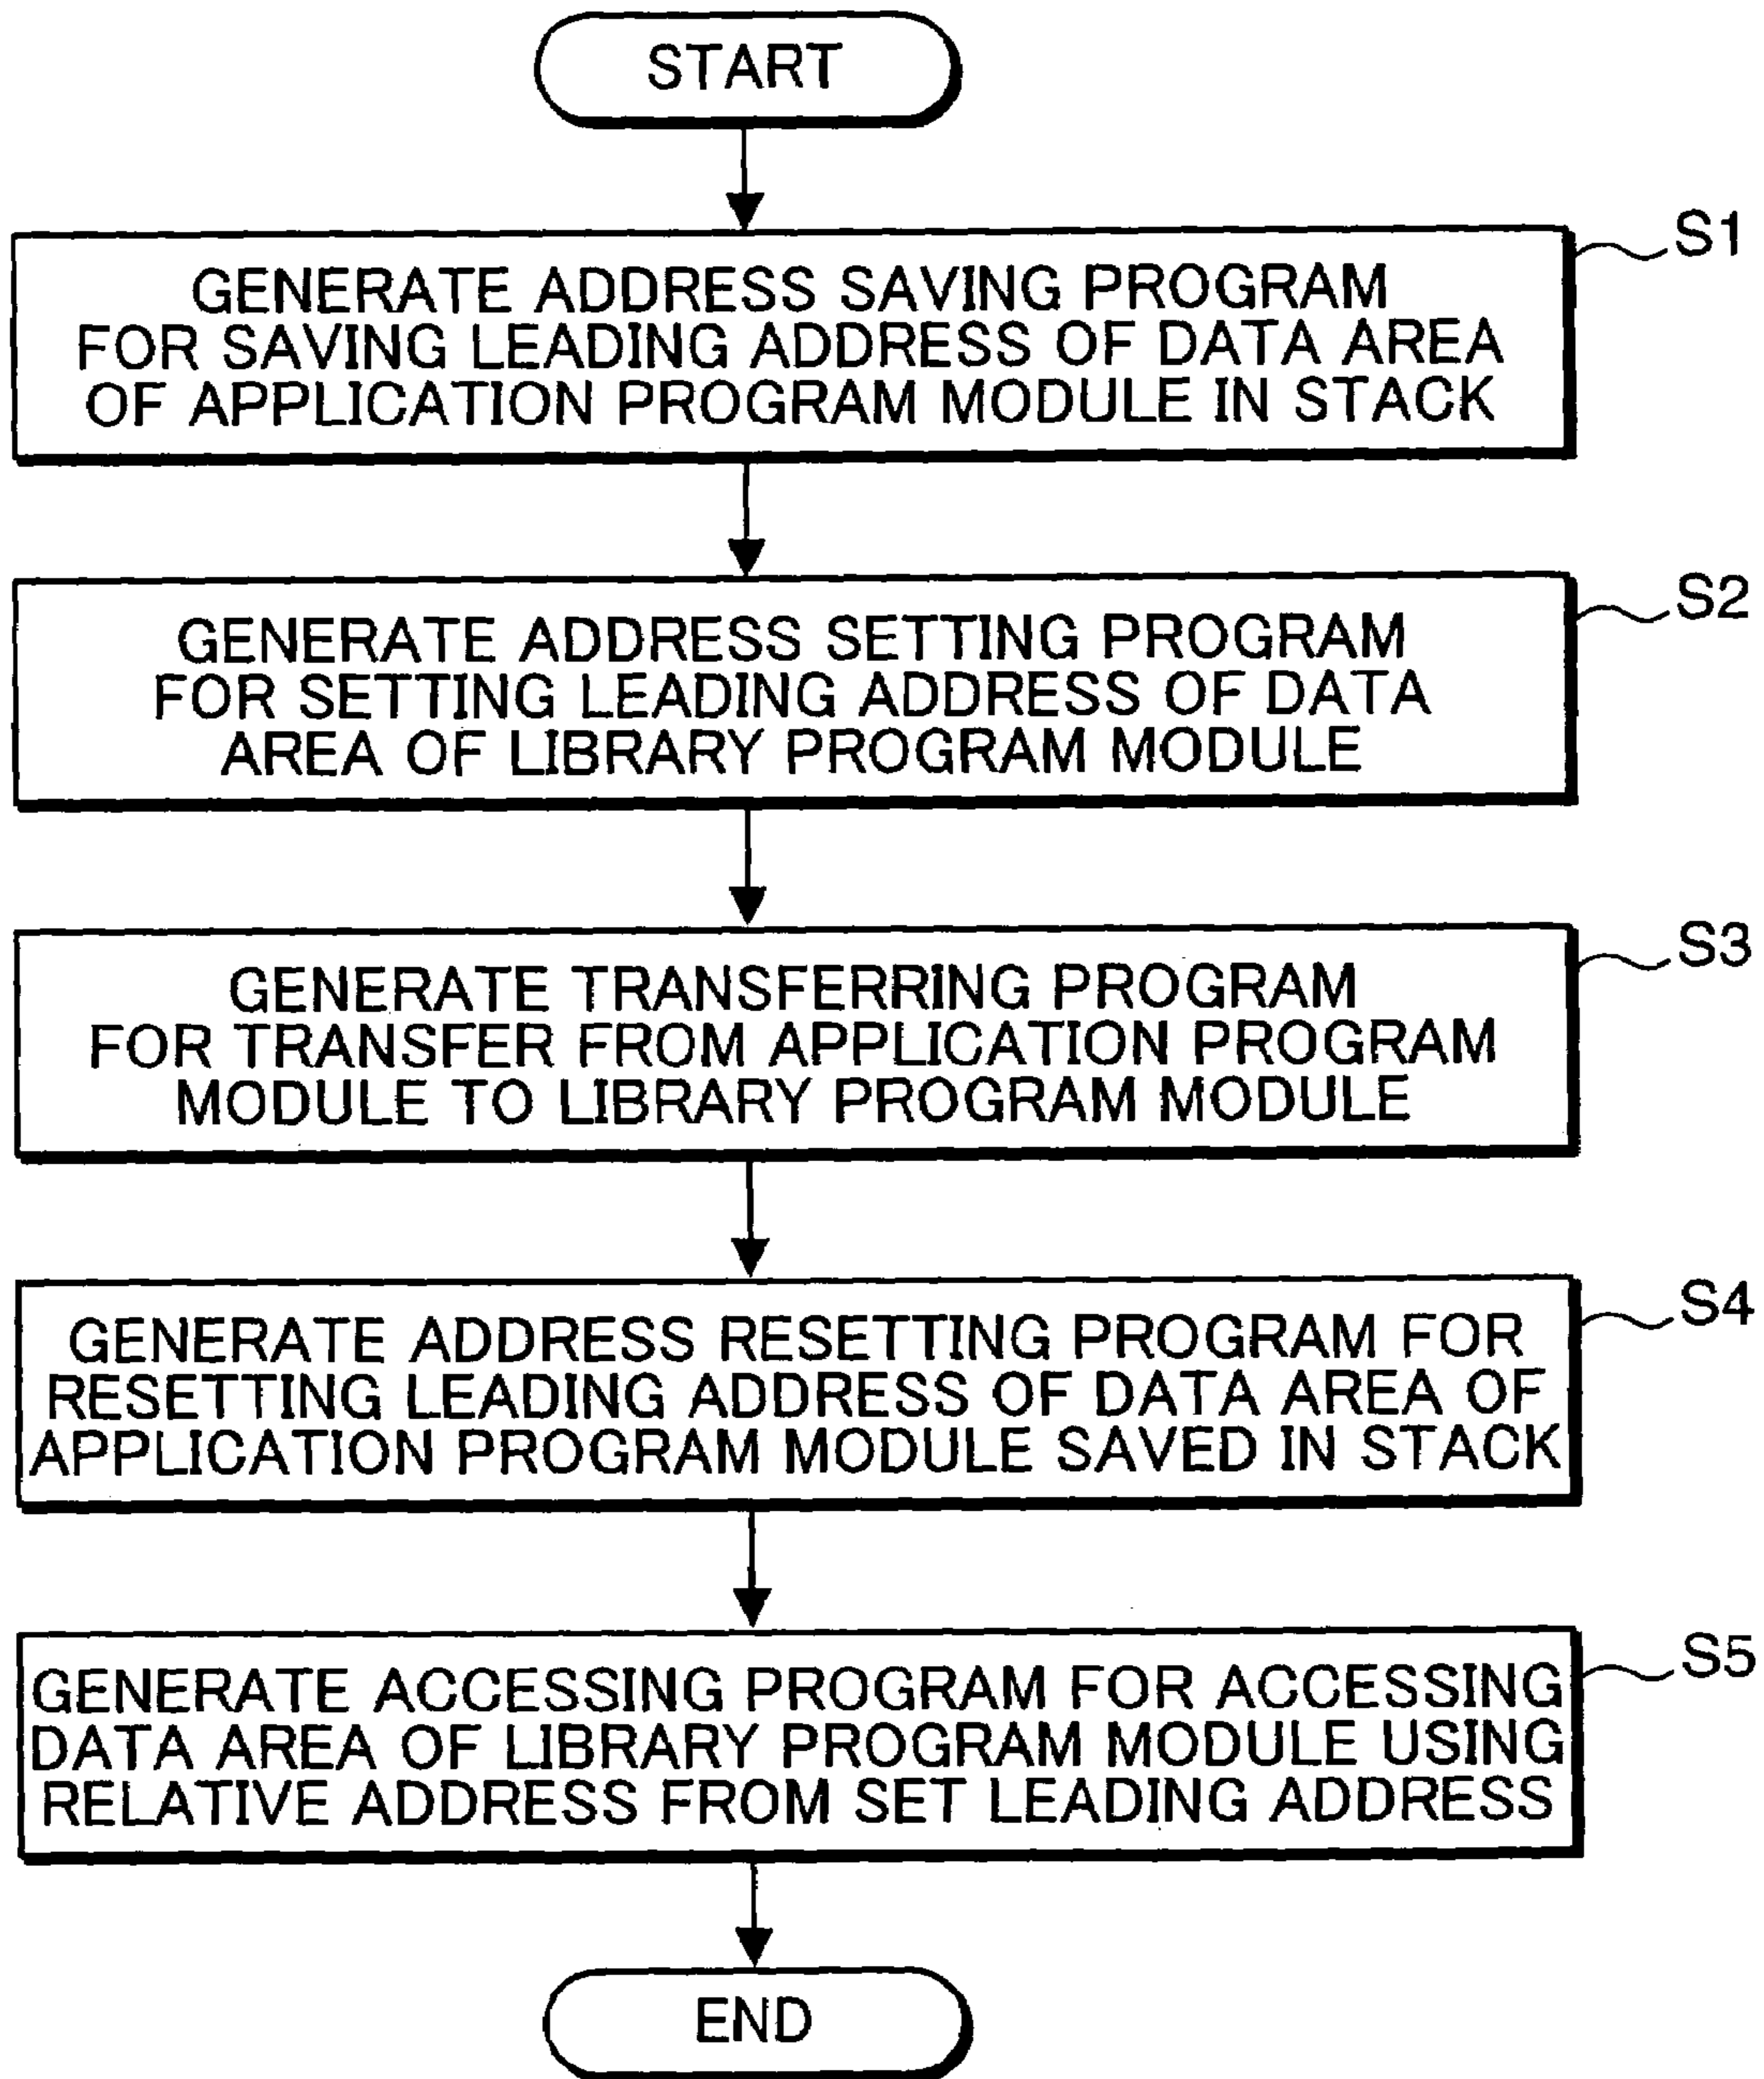 START
S1
GENERATE ADDRESS SAVING PROGRAM
FOR SAVING LEADING ADDRESS OF DATA AREA
OF APPLICATION PROGRAM MODULE IN STACK
S2
GENERATE ADDRESS SETTING PROGRAM
FOR SETTING LEADING ADDRESS OF DATA
AREA OF LIBRARY PROGRAM MODULE
S3
GENERATE TRANSFERRING PROGRAM
FOR TRANSFER FROM APPLICATION PROGRAM
MODULE TO LIBRARY PROGRAM MODULE
S4
GENERATE ADDRESS RESETTING PROGRAM FOR
RESETTING LEADING ADDRESS OF DATA AREA OF
APPLICATION PROGRAM MODULE SAVED IN STACK
S5
GENERATE ACCESSING PROGRAM FOR ACCESSING
DATA AREA OF LIBRARY PROGRAM MODULE USING
RELATIVE ADDRESS FROM SET LEADING ADDRESS
END